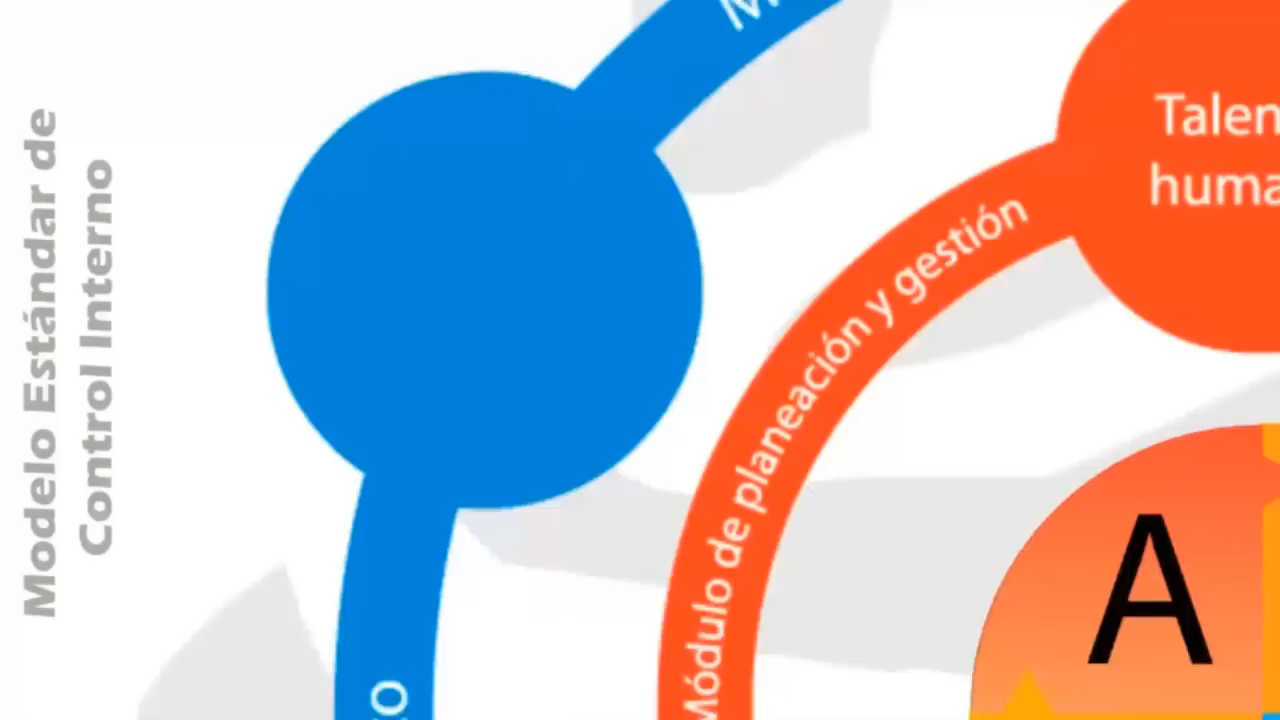 Modelo Estándar de
Control Interno
Módulo de planeación y gestión
A